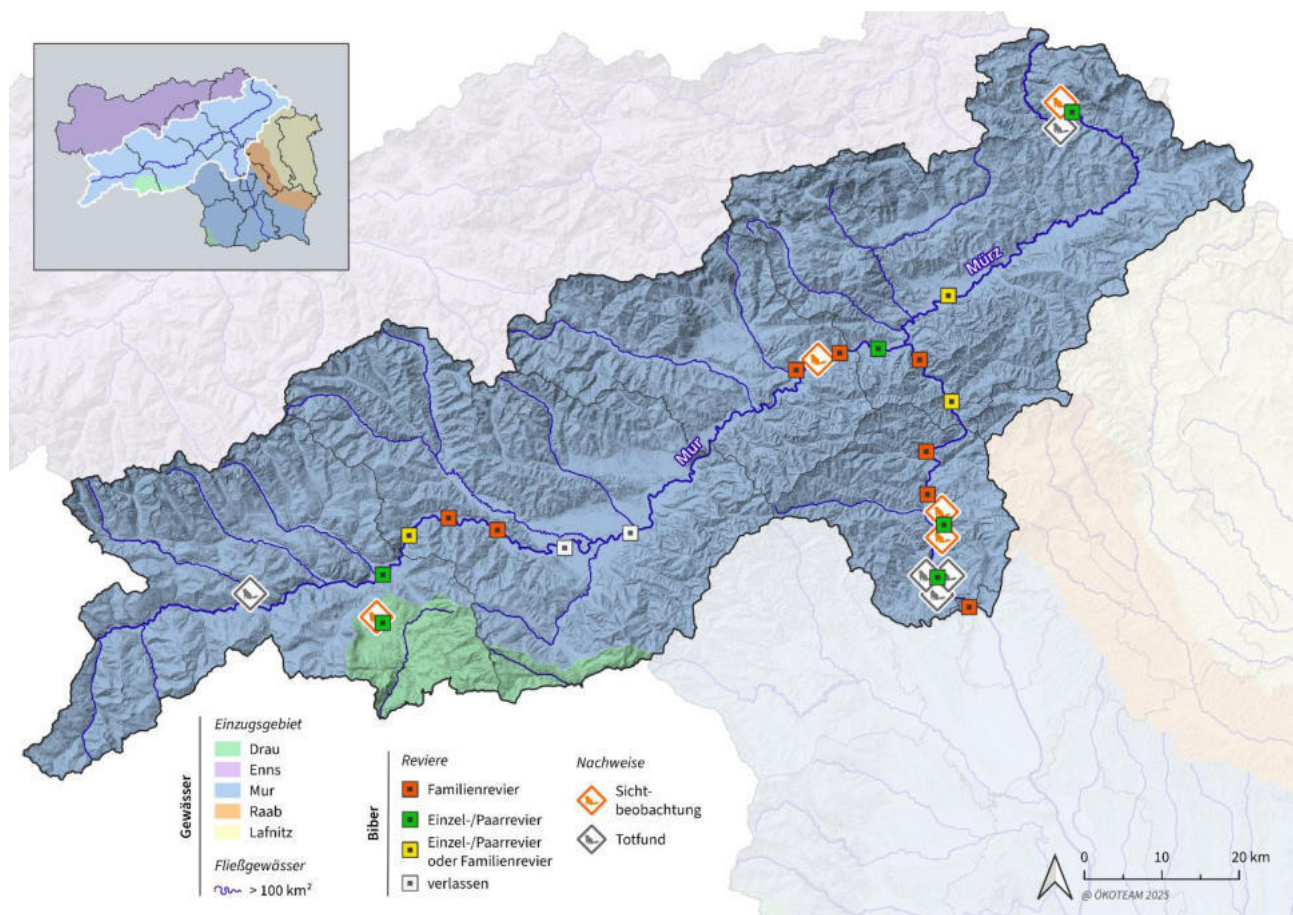 Mürz
Mur
Gewässer
Einzugsgebiet
Drau
Enns
Mur
Raab
Lafnitz
Fließgewässer
> 100 km²
Biber
Reviere
Familienrevier
Einzel-/Paarrevier
Einzel-/Paarrevier
oder Familienrevier
verlassen
Nachweise
Sicht-
beobachtung
Totfund
0 10 20 km
@ ÖKOTEAM 2025